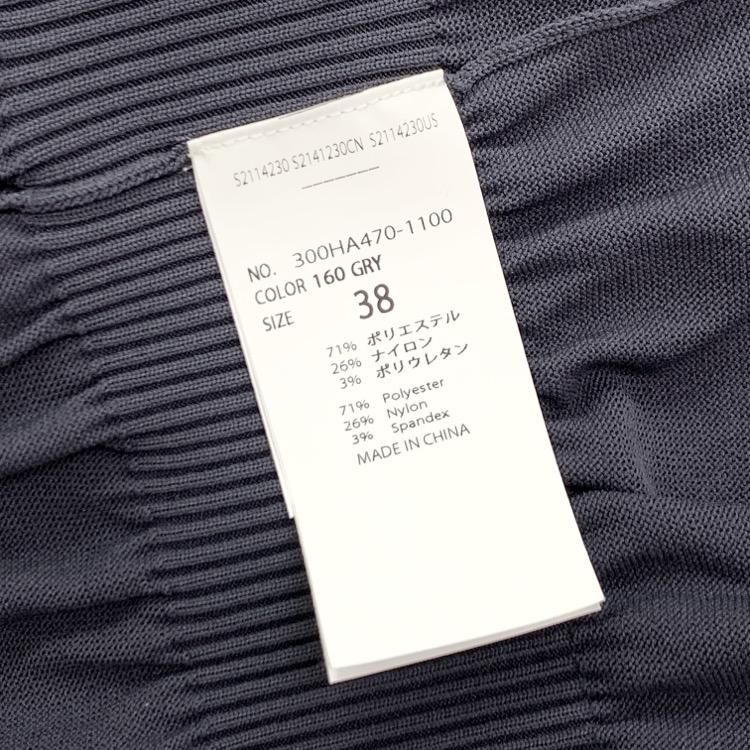 S2114230 S2141230CN S2114230US
NO. 300HA470-1100
COLOR 160 GRY
SIZE 38
71% ポリエステル
26% ナイロン
3% ポリウレタン
71% Polyester
26% Nylon
3% Spandex
MADE IN CHINA